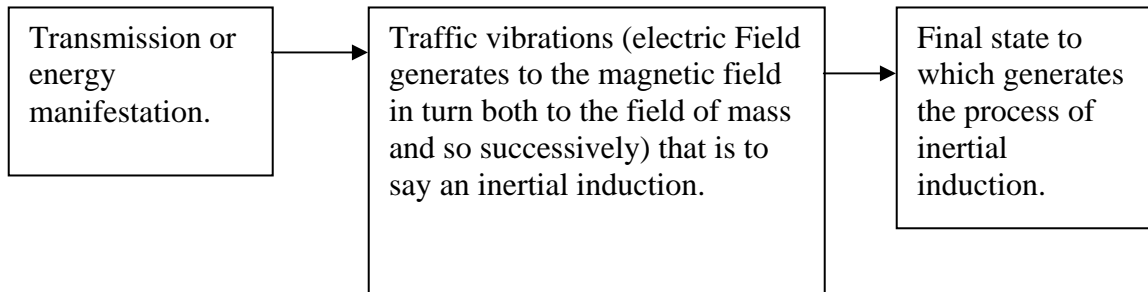 Transmission or
energy
manifestation.
Traffic vibrations (electric Field
generates to the magnetic field
in turn both to the field of mass
and so successively) that is to
say an inertial induction.
Final state to
which generates
the process of
inertial
induction.